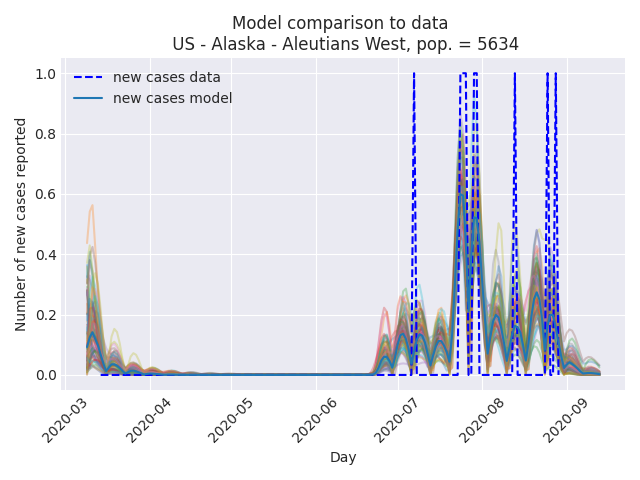 Model comparison to data
US - Alaska - Aleutians West, pop. = 5634
new cases data
new cases model
Number of new cases reported
1.0
0.8
0.6
0.4
0.2
0.0
2020-03
2020-04
2020-05
2020-06
2020-07
2020-08
2020-09
Day